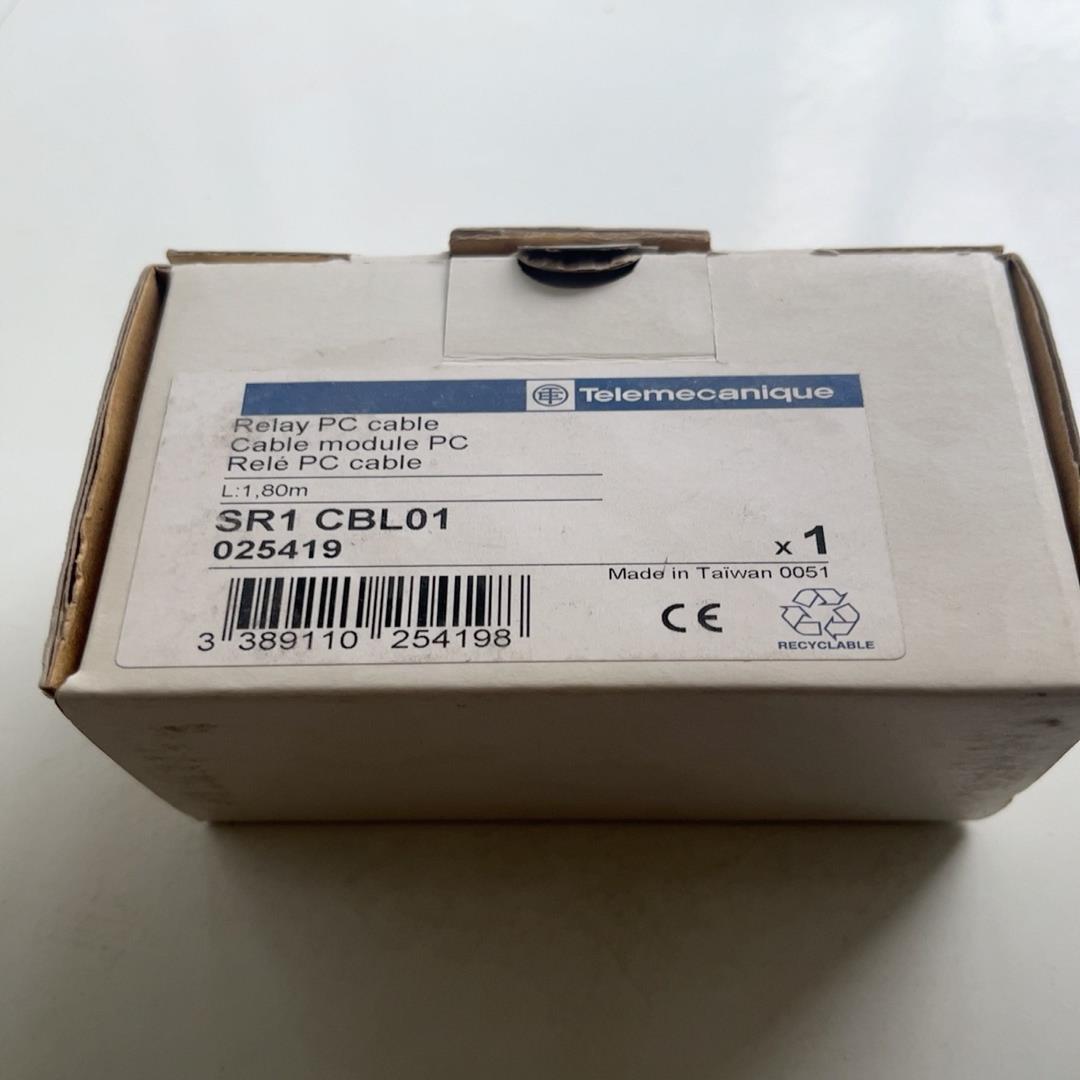 Telemecanique
Relay PC cable
Cable module PC
Relé PC cable
L:1,80m
SR1 CBL01
025419
x 1
Made in Taïwan 0051
3 389110 254198
CE
RECYCLABLE